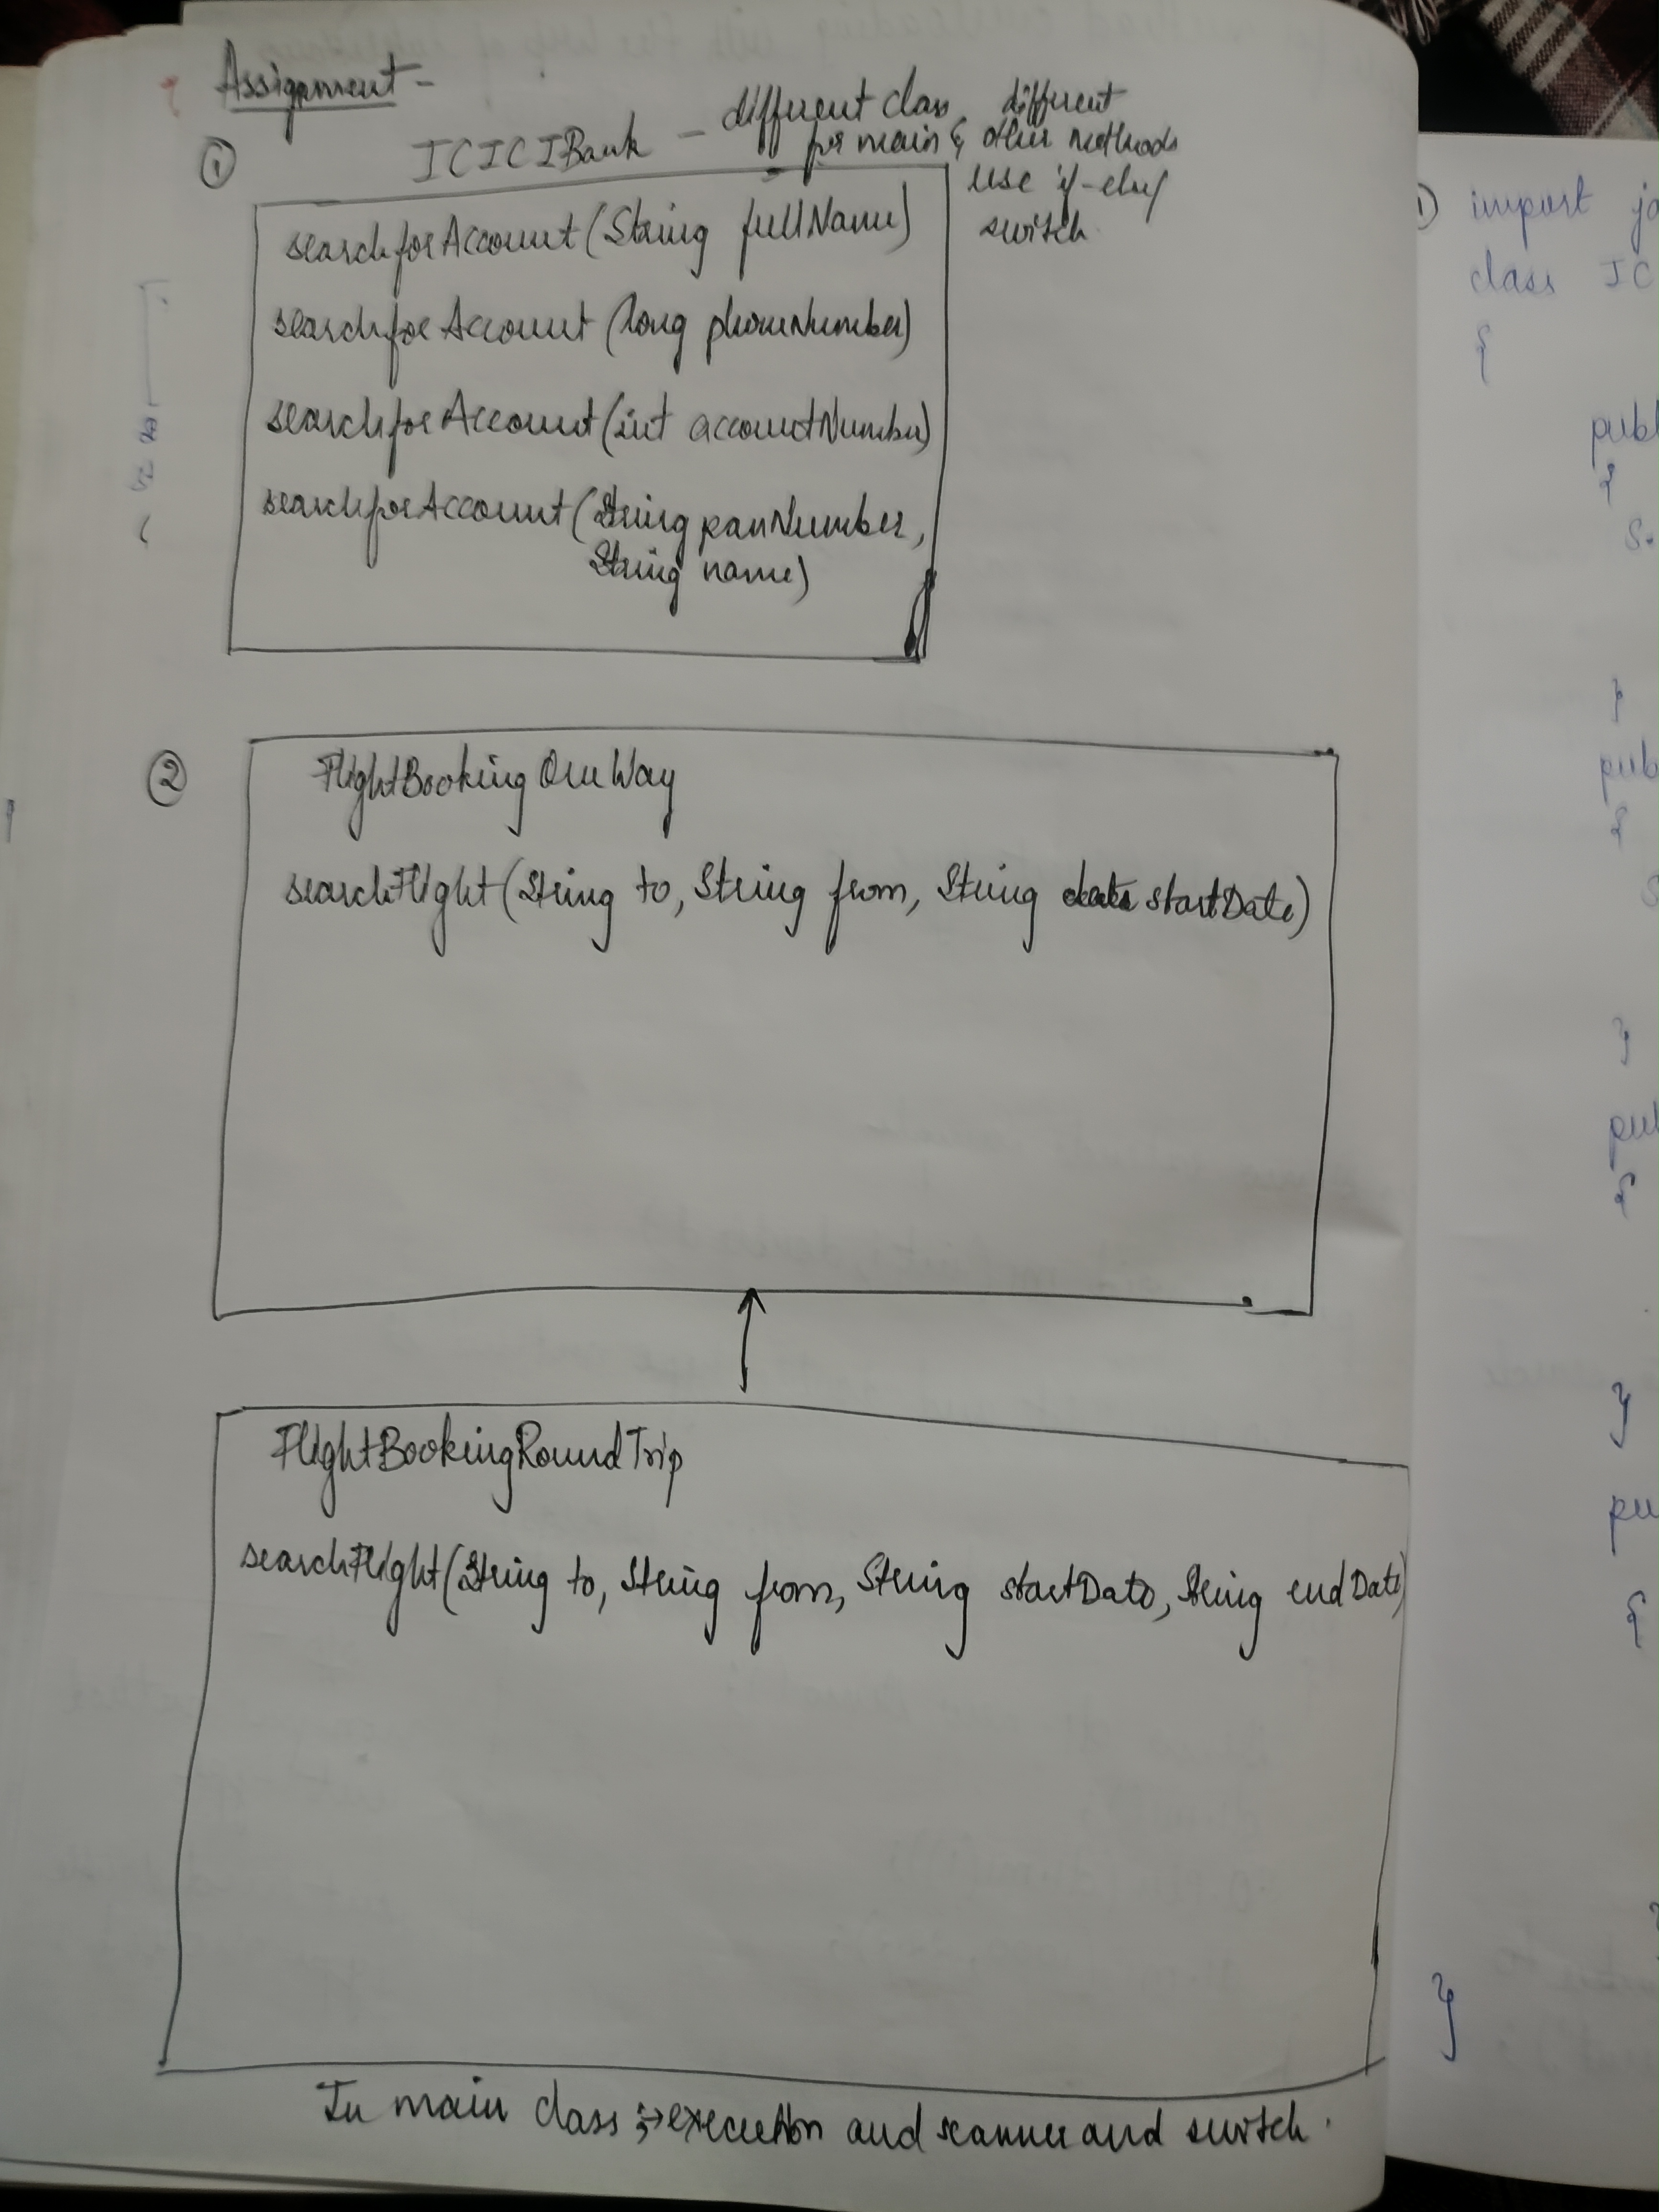 Assignment -
① ICICIBank - different class, different
for main & other methods
use if-else/
switch
searchforAccount(String fullName)
searchforAccount(long phoneNumber)
searchforAccount(int accountNumber)
searchforAccount(String panNumber,
String name)
②
FlightBookingOneWay
searchFlight(String to, String from, String startDate)
FlightBookingRoundTrip
searchFlight(String to, String from, String startDate, String endDate)
In main class :→ execution and scanner and switch.
1) import ja
class IC
{
publ
{
S.
}
pub
{
S
}
pub
{
}
pu
{
}